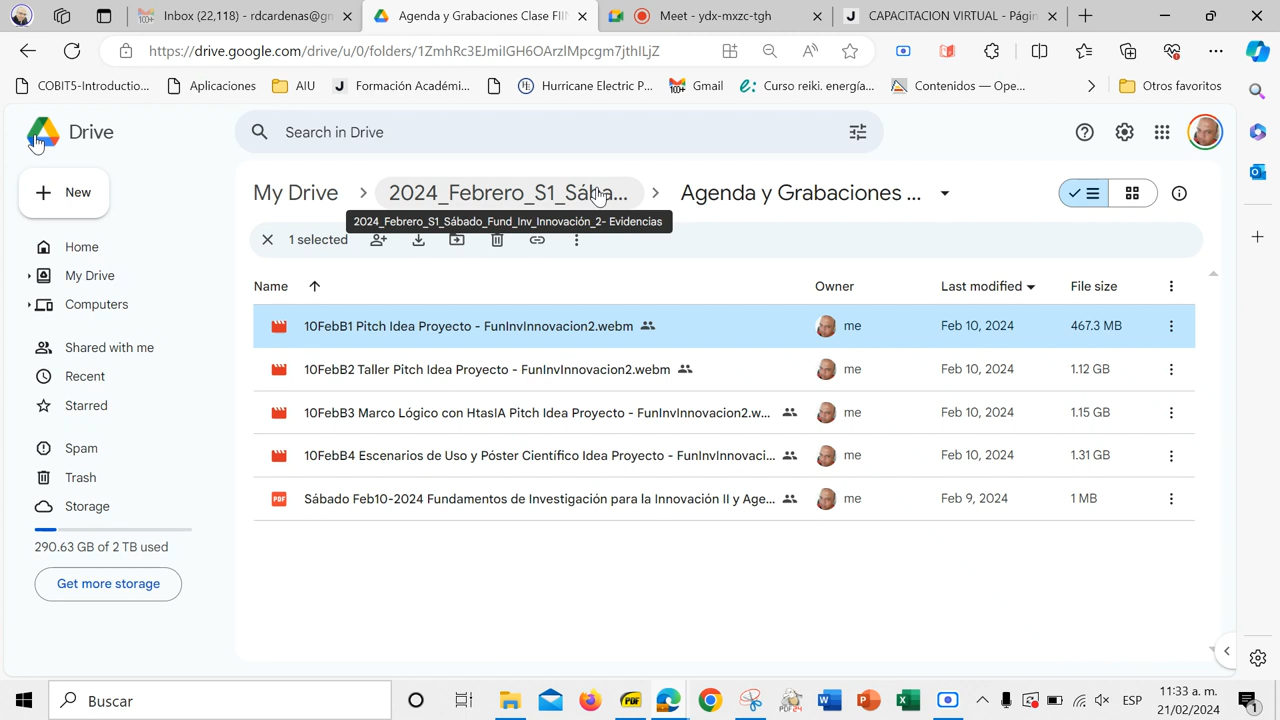 Inbox (22,118) - rdcardenas@gn
Agenda y Grabaciones Clase FIIN
Meet - ydx-mxzc-tgh
CAPACITACION VIRTUAL - Págin
https://drive.google.com/drive/u/0/folders/1ZmhRc3EJmiIGH6OArzlMpcgm7jthILjZ
COBIT5-Introductio...
Aplicaciones
AIU
Formación Académi...
Hurricane Electric P...
Gmail
Curso reiki. energía...
Contenidos — Ope...
Otros favoritos
Drive
Search in Drive
New
My Drive
2024_Febrero_S1_Sába...
Agenda y Grabaciones ...
2024_Febrero_S1_Sábado_Fund_Inv_Innovación_2- Evidencias
1 selected
Home
My Drive
Computers
Shared with me
Recent
Starred
Spam
Trash
Storage
290.63 GB of 2 TB used
Get more storage
Name
Owner
Last modified
File size
10FebB1 Pitch Idea Proyecto - FunInvInnovacion2.webm
me
Feb 10, 2024
467.3 MB
10FebB2 Taller Pitch Idea Proyecto - FunInvInnovacion2.webm
me
Feb 10, 2024
1.12 GB
10FebB3 Marco Lógico con HtasIA Pitch Idea Proyecto - FunInvInnovacion2.w...
me
Feb 10, 2024
1.15 GB
10FebB4 Escenarios de Uso y Póster Científico Idea Proyecto - FunInvInnovaci...
me
Feb 10, 2024
1.31 GB
Sábado Feb10-2024 Fundamentos de Investigación para la Innovación II y Age...
me
Feb 9, 2024
1 MB
Buscar
ESP
11:33 a. m.
21/02/2024